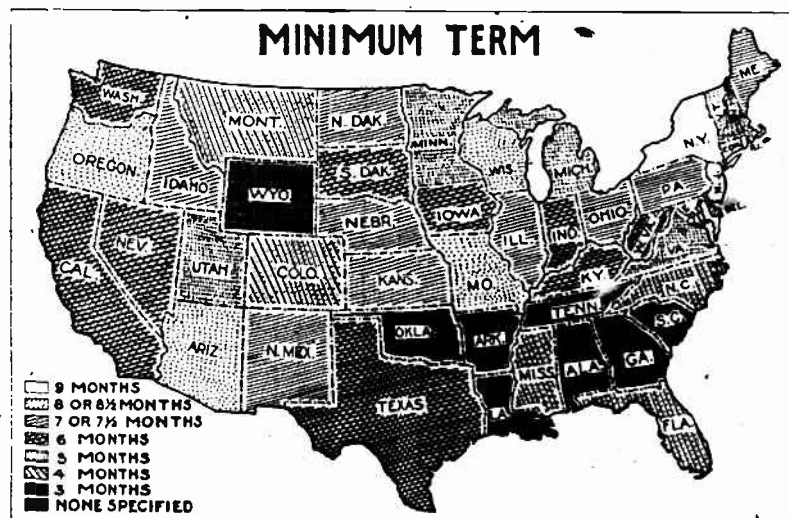 MINIMUM TERM
WASH.
MONT.
N. DAK.
MINN.
ME.
OREGON.
IDAHO.
WYO.
S. DAK.
WIS.
MICH.
N.Y.
NEV.
UTAH
COLO.
NEBR.
IOWA
ILL.
IND.
OHIO.
PA.
CAL.
KANS.
MO.
KY.
VA.
ARIZ.
N. MEX.
OKLA.
ARK.
TENN.
N.C.
S.C.
TEXAS.
MISS.
ALA.
GA.
FLA.
9 MONTHS
8 OR 8½ MONTHS
7 OR 7½ MONTHS
6 MONTHS
5 MONTHS
4 MONTHS
3 MONTHS
NONE SPECIFIED